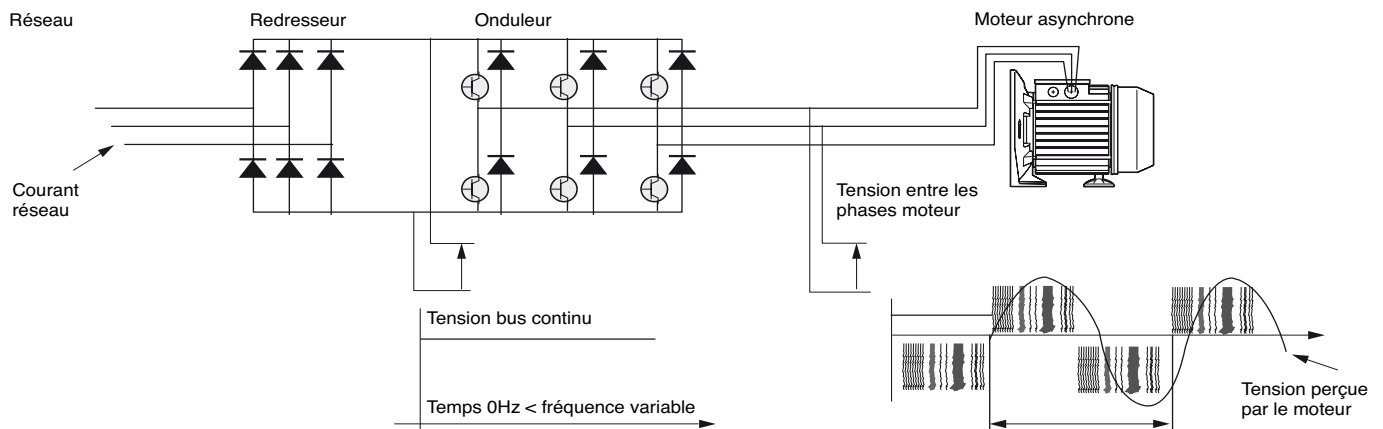 Réseau
Redresseur
Onduleur
Moteur asynchrone
Courant
réseau
Tension entre les
phases moteur
Tension bus continu
Temps 0Hz < fréquence variable
Tension perçue
par le moteur